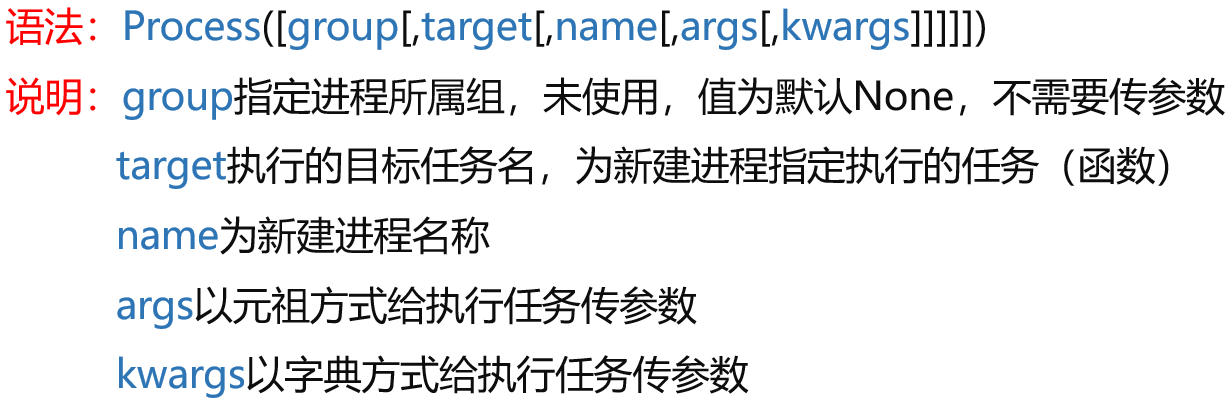 语法：Process([group[,target[,name[,args[,kwargs]]]]])
说明：group指定进程所属组，未使用，值为默认None，不需要传参数
target执行的目标任务名，为新建进程指定执行的任务（函数）
name为新建进程名称
args以元祖方式给执行任务传参数
kwargs以字典方式给执行任务传参数